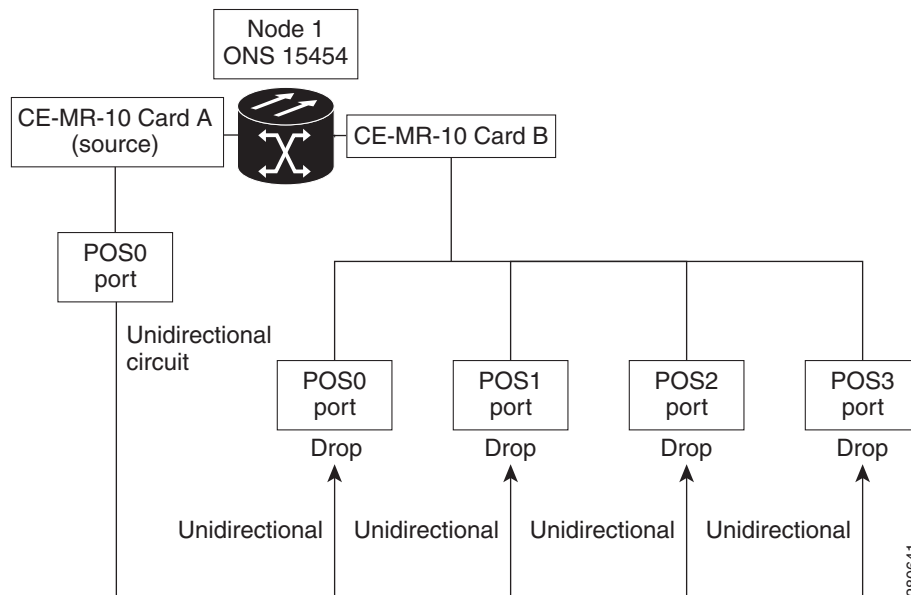 Node 1
ONS 15454
CE-MR-10 Card A
(source)
CE-MR-10 Card B
POS0
port
Unidirectional
circuit
POS0
port
POS1
port
POS2
port
POS3
port
Drop
Drop
Drop
Drop
Unidirectional
Unidirectional
Unidirectional
Unidirectional